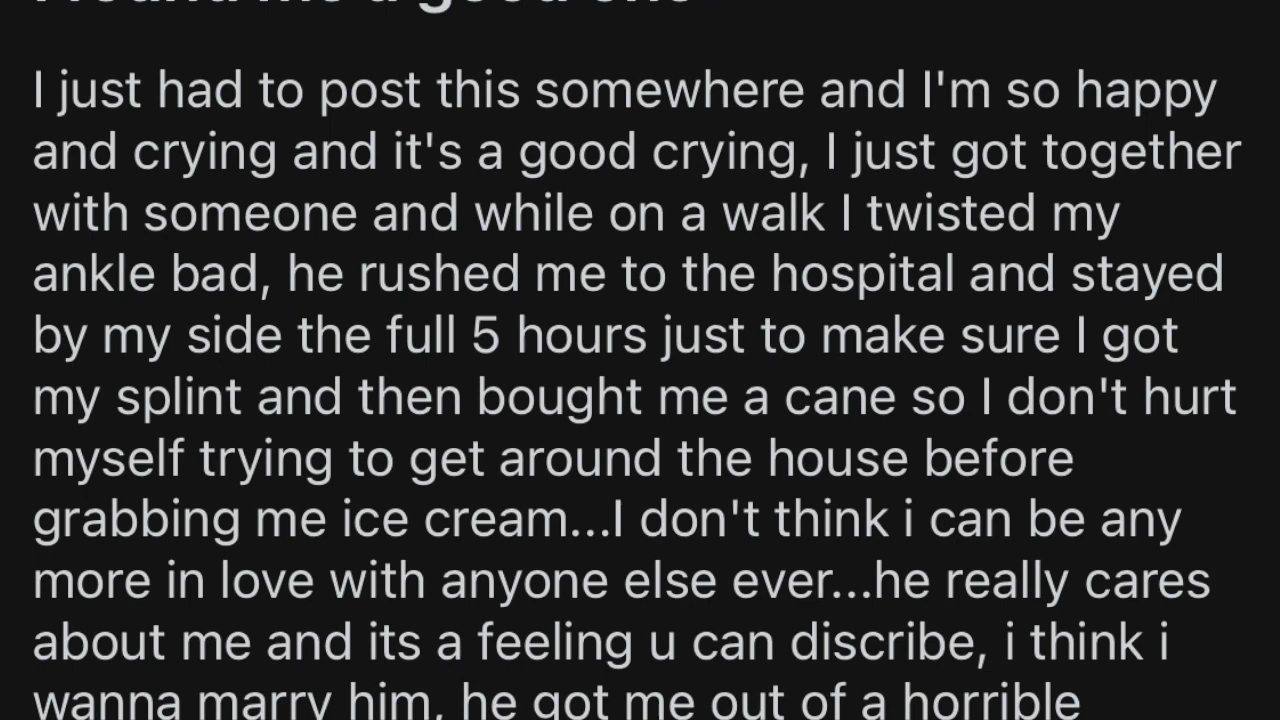 a good one
I just had to post this somewhere and I'm so happy
and crying and it's a good crying, I just got together
with someone and while on a walk I twisted my
ankle bad, he rushed me to the hospital and stayed
by my side the full 5 hours just to make sure I got
my splint and then bought me a cane so I don't hurt
myself trying to get around the house before
grabbing me ice cream...I don't think i can be any
more in love with anyone else ever...he really cares
about me and its a feeling u can discribe, i think i
wanna marry him, he got me out of a horrible